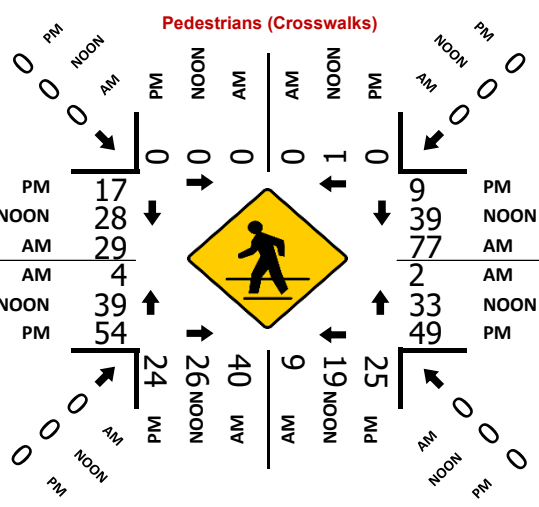 Pedestrians (Crosswalks)
PM NOON AM
0 0 0
PM NOON AM AM NOON PM
0 0 0 0 1 0
PM NOON AM
0 0 0
PM 17 9 PM
NOON 28 39 NOON
AM 29 77 AM
AM 4 2 AM
NOON 39 33 NOON
PM 54 49 PM
24 26 40 9 19 25
PM NOON AM AM NOON PM
0 0 0
AM NOON PM
0 0 0
AM NOON PM